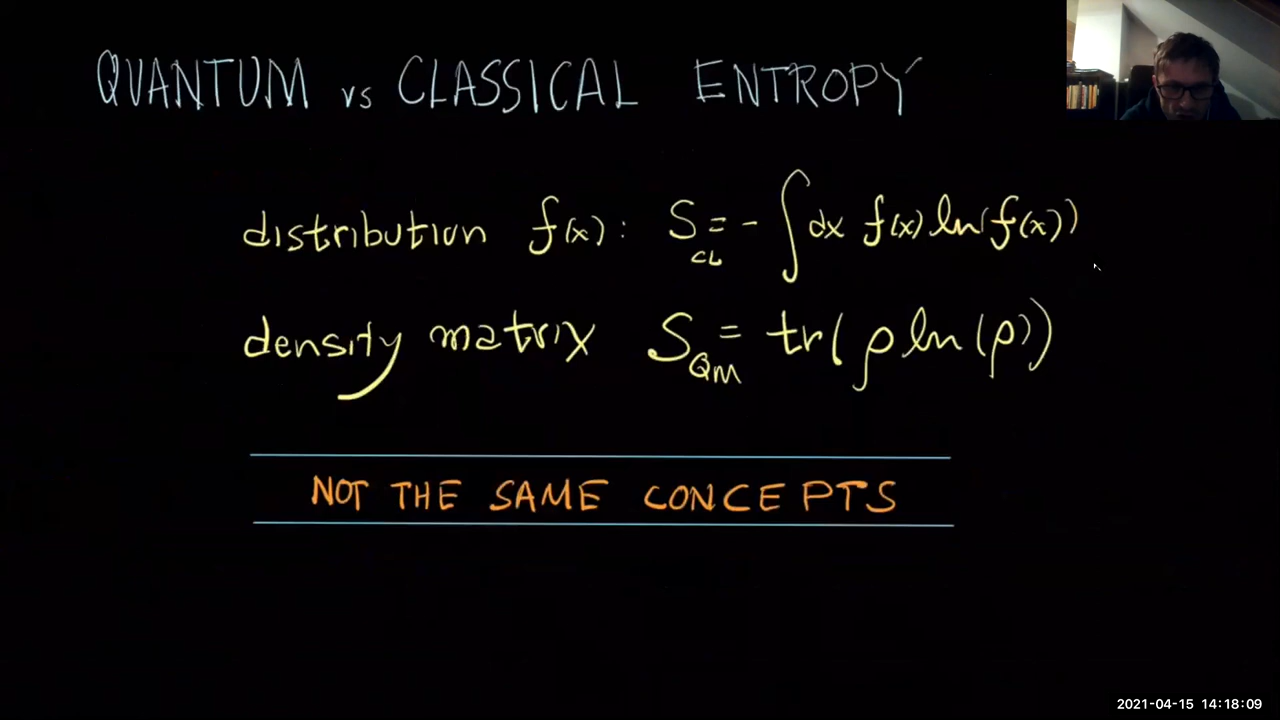 QUANTUM vs CLASSICAL ENTROPY
distribution f(x): S_CL = - ∫ dx f(x) ln(f(x))
density matrix S_QM = tr(ρ ln(ρ))
NOT THE SAME CONCEPTS
2021-04-15 14:18:09